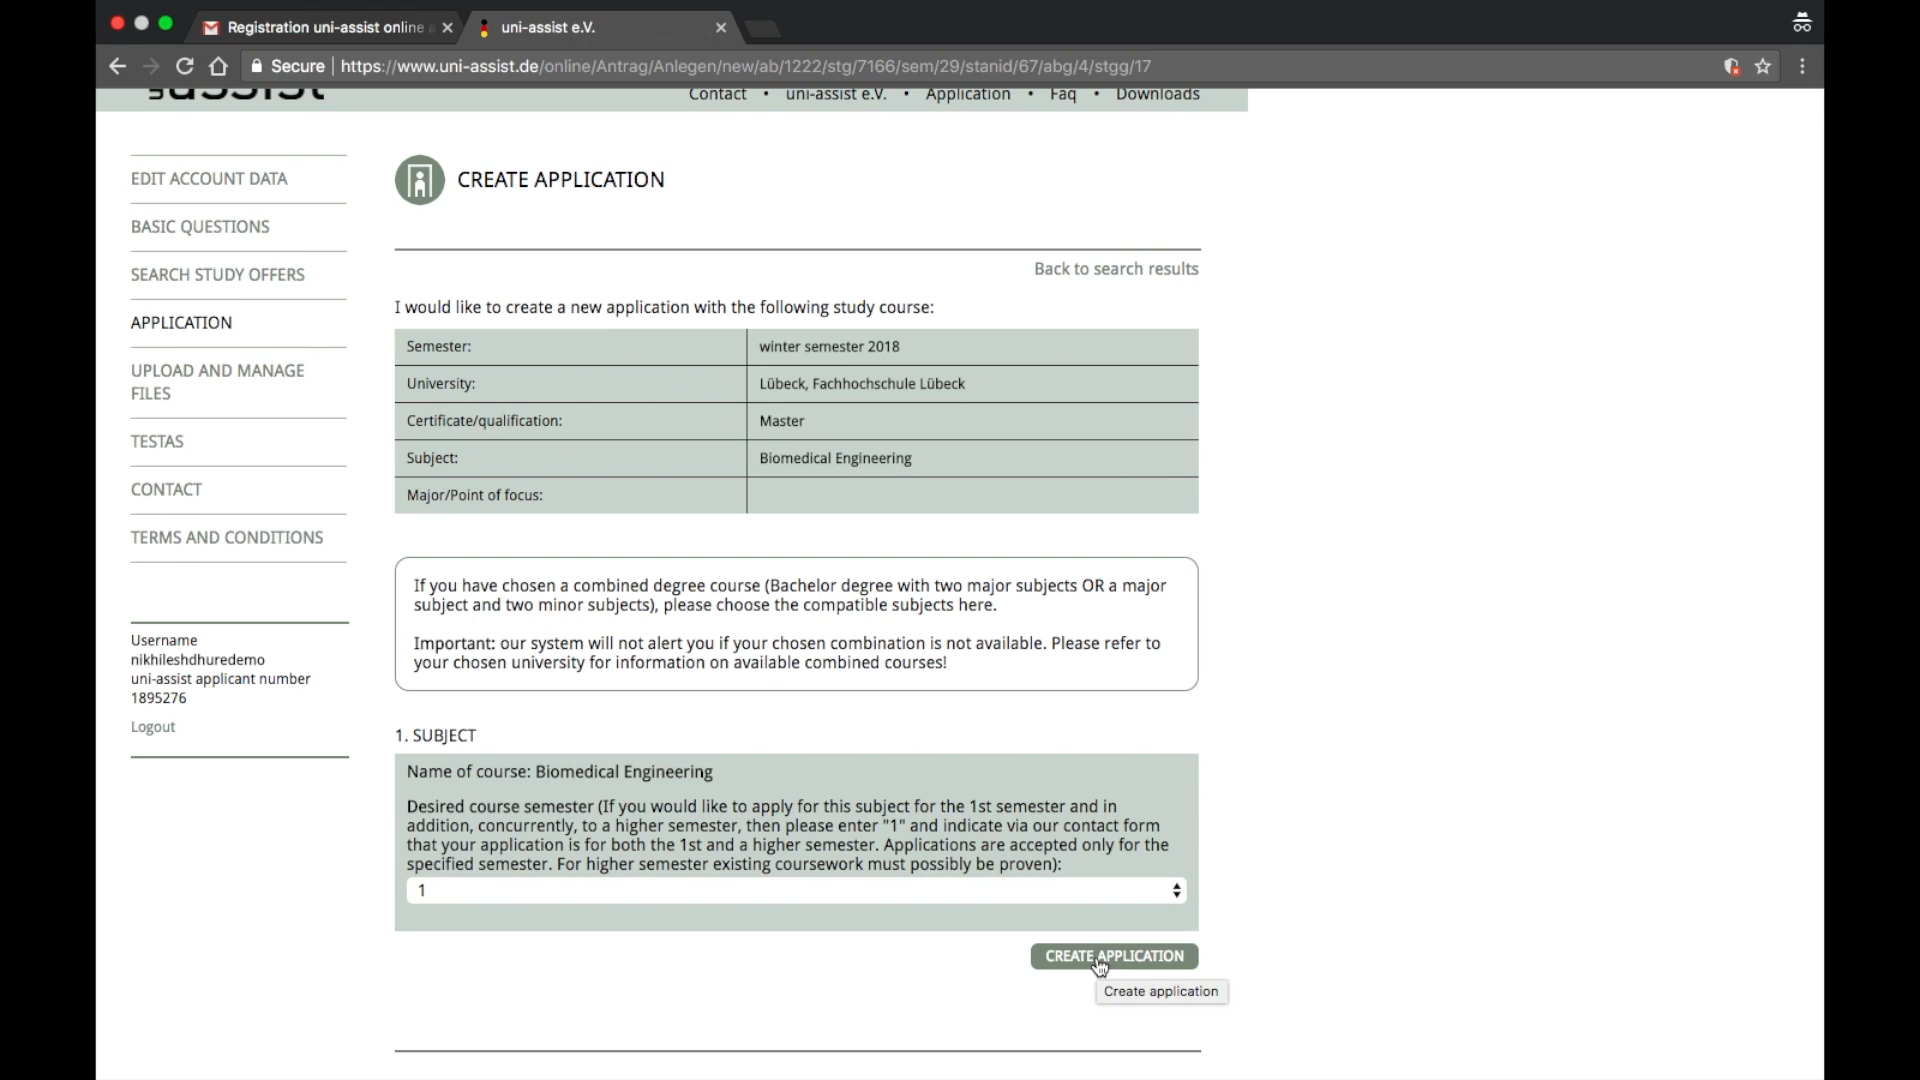 Registration uni-assist online a
uni-assist e.V.
Secure
https://www.uni-assist.de/online/Antrag/Anlegen/new/ab/1222/stg/7166/sem/29/stanid/67/abg/4/stgg/17
assist
Contact • uni-assist e.V. • Application • Faq • Downloads
EDIT ACCOUNT DATA
BASIC QUESTIONS
SEARCH STUDY OFFERS
APPLICATION
UPLOAD AND MANAGE
FILES
TESTAS
CONTACT
TERMS AND CONDITIONS
Username
nikhileshdhuredemo
uni-assist applicant number
1895276
Logout
CREATE APPLICATION
Back to search results
I would like to create a new application with the following study course:
Semester: winter semester 2018
University: Lübeck, Fachhochschule Lübeck
Certificate/qualification: Master
Subject: Biomedical Engineering
Major/Point of focus:
If you have chosen a combined degree course (Bachelor degree with two major subjects OR a major
subject and two minor subjects), please choose the compatible subjects here.
Important: our system will not alert you if your chosen combination is not available. Please refer to
your chosen university for information on available combined courses!
1. SUBJECT
Name of course: Biomedical Engineering
Desired course semester (If you would like to apply for this subject for the 1st semester and in
addition, concurrently, to a higher semester, then please enter "1" and indicate via our contact form
that your application is for both the 1st and a higher semester. Applications are accepted only for the
specified semester. For higher semester existing coursework must possibly be proven):
1
CREATE APPLICATION
Create application